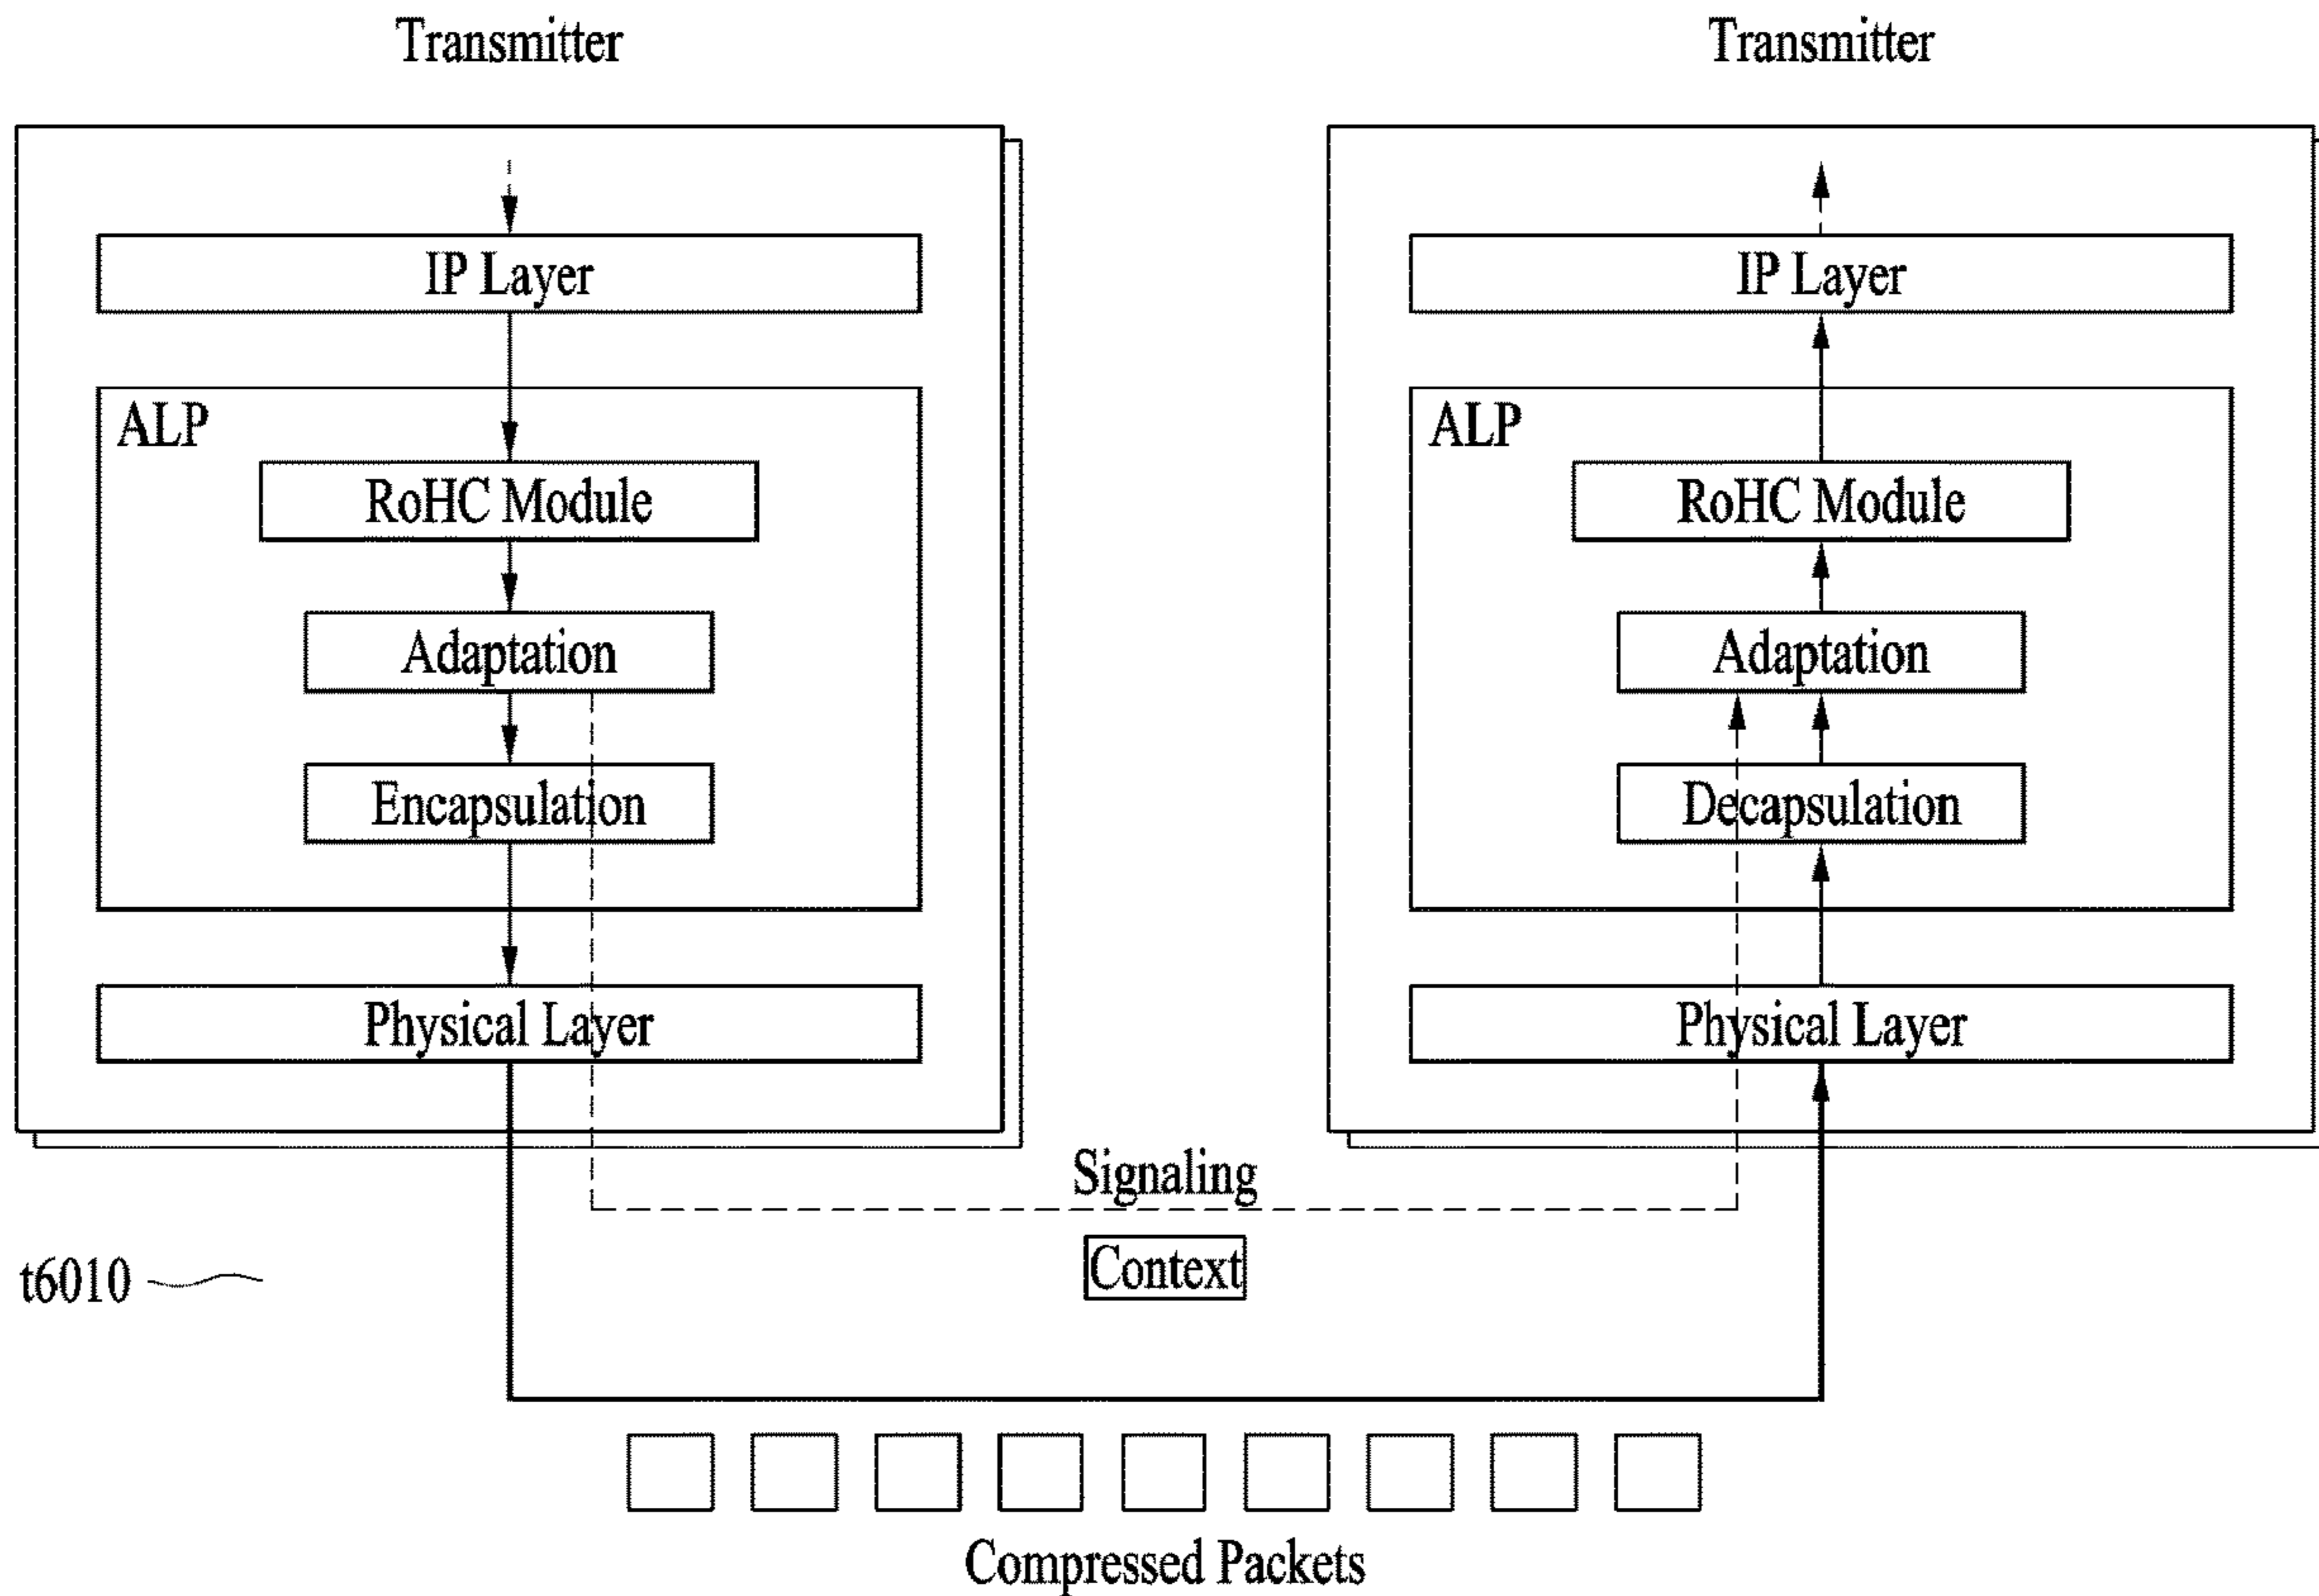 Transmitter
IP Layer
ALP
RoHC Module
Adaptation
Encapsulation
Physical Layer
Transmitter
IP Layer
ALP
RoHC Module
Adaptation
Decapsulation
Physical Layer
Signaling
Context
t6010
Compressed Packets